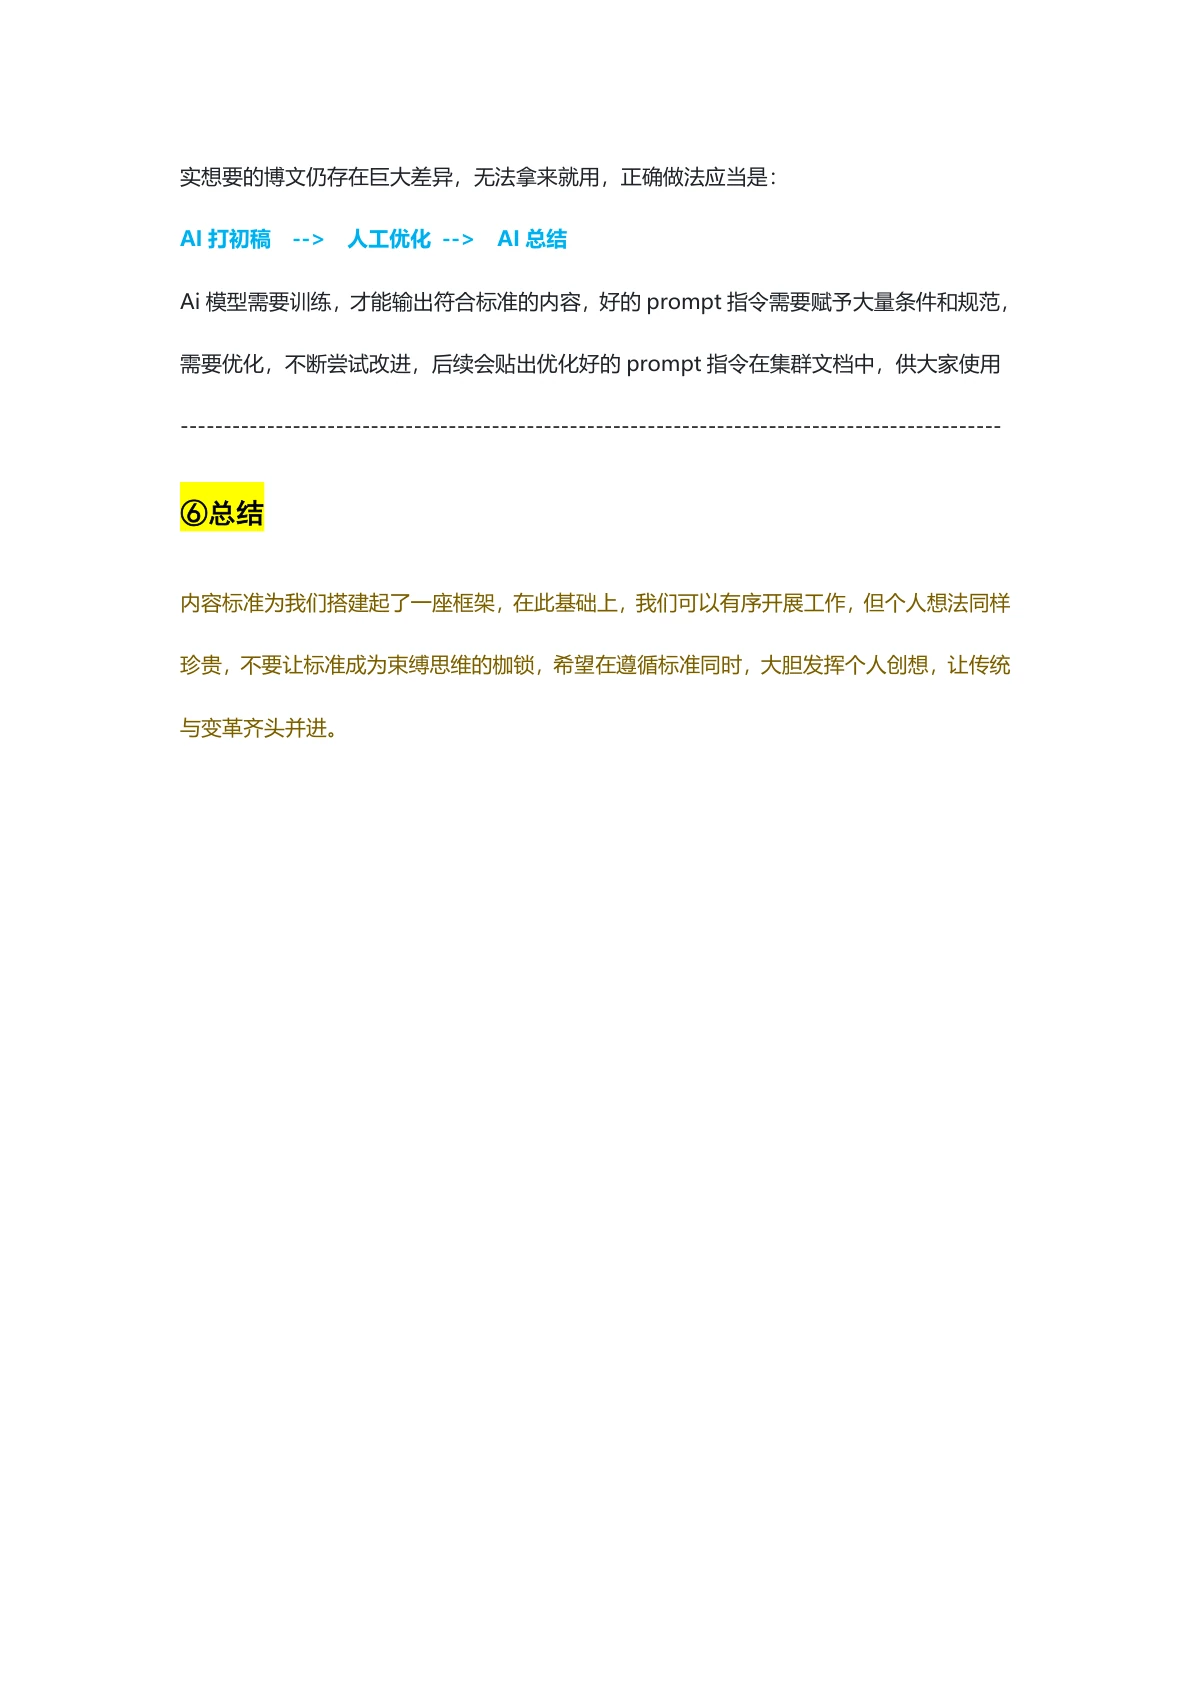 实想要的博文仍存在巨大差异，无法拿来就用，正确做法应当是：
AI 打初稿 --> 人工优化 --> AI 总结
Ai 模型需要训练，才能输出符合标准的内容，好的 prompt 指令需要赋予大量条件和规范，
需要优化，不断尝试改进，后续会贴出优化好的 prompt 指令在集群文档中，供大家使用
-----------------------------------------------------------------------------------------------
⑥总结
内容标准为我们搭建起了一座框架，在此基础上，我们可以有序开展工作，但个人想法同样
珍贵，不要让标准成为束缚思维的枷锁，希望在遵循标准同时，大胆发挥个人创想，让传统
与变革齐头并进。